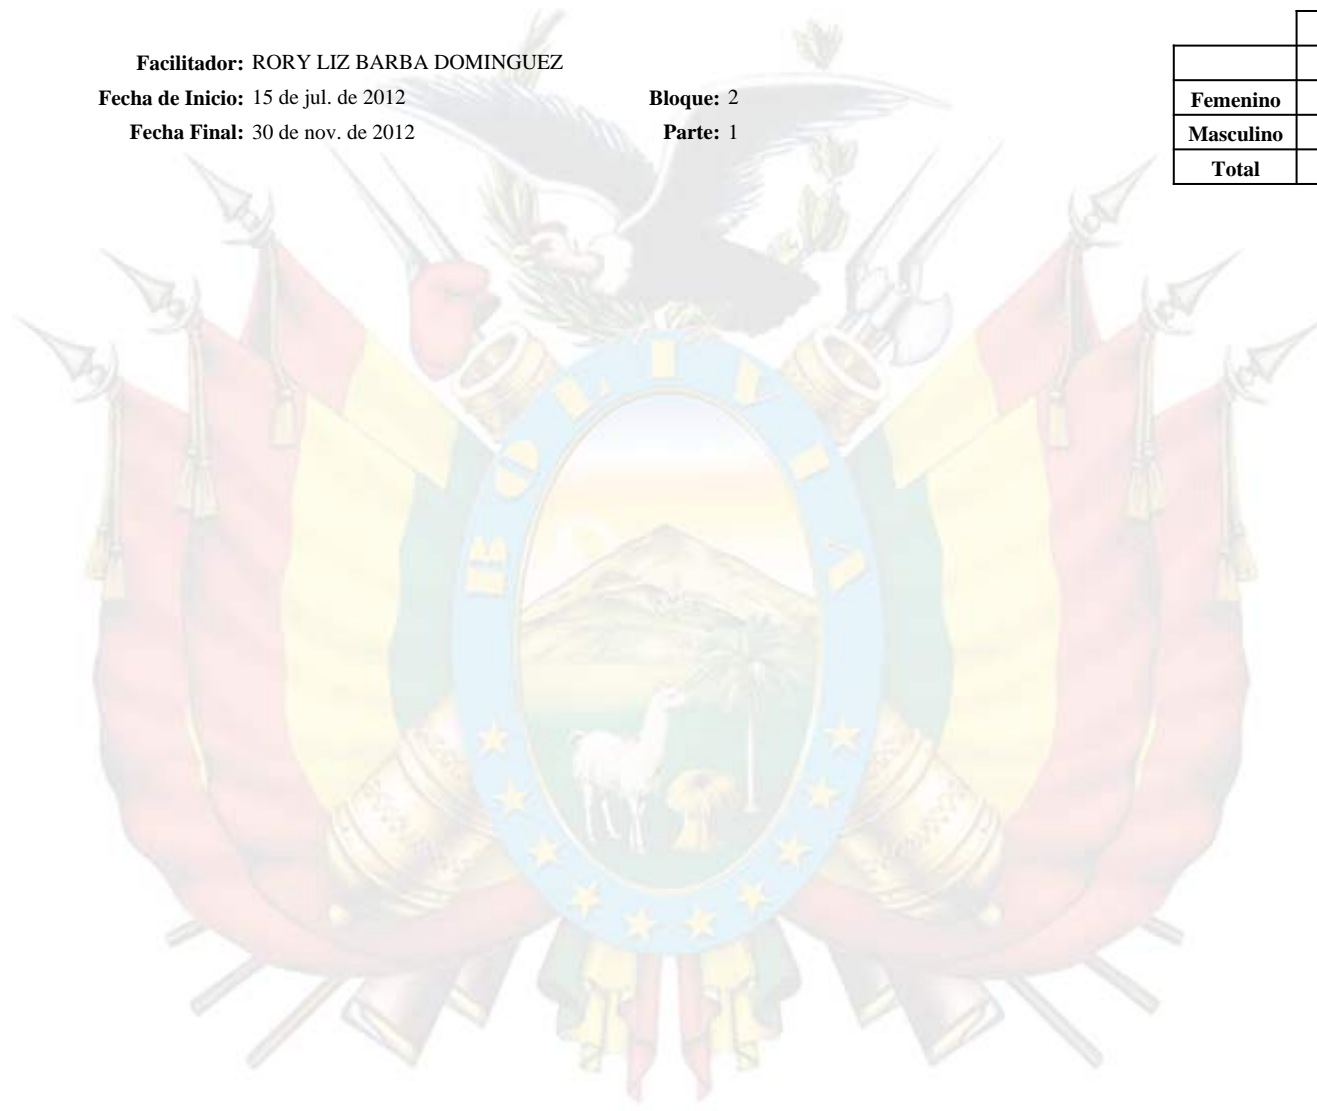 Facilitador: RORY LIZ BARBA DOMINGUEZ
Fecha de Inicio: 15 de jul. de 2012 Bloque: 2
Fecha Final: 30 de nov. de 2012 Parte: 1
Femenino
Masculino
Total
BOLIVIA